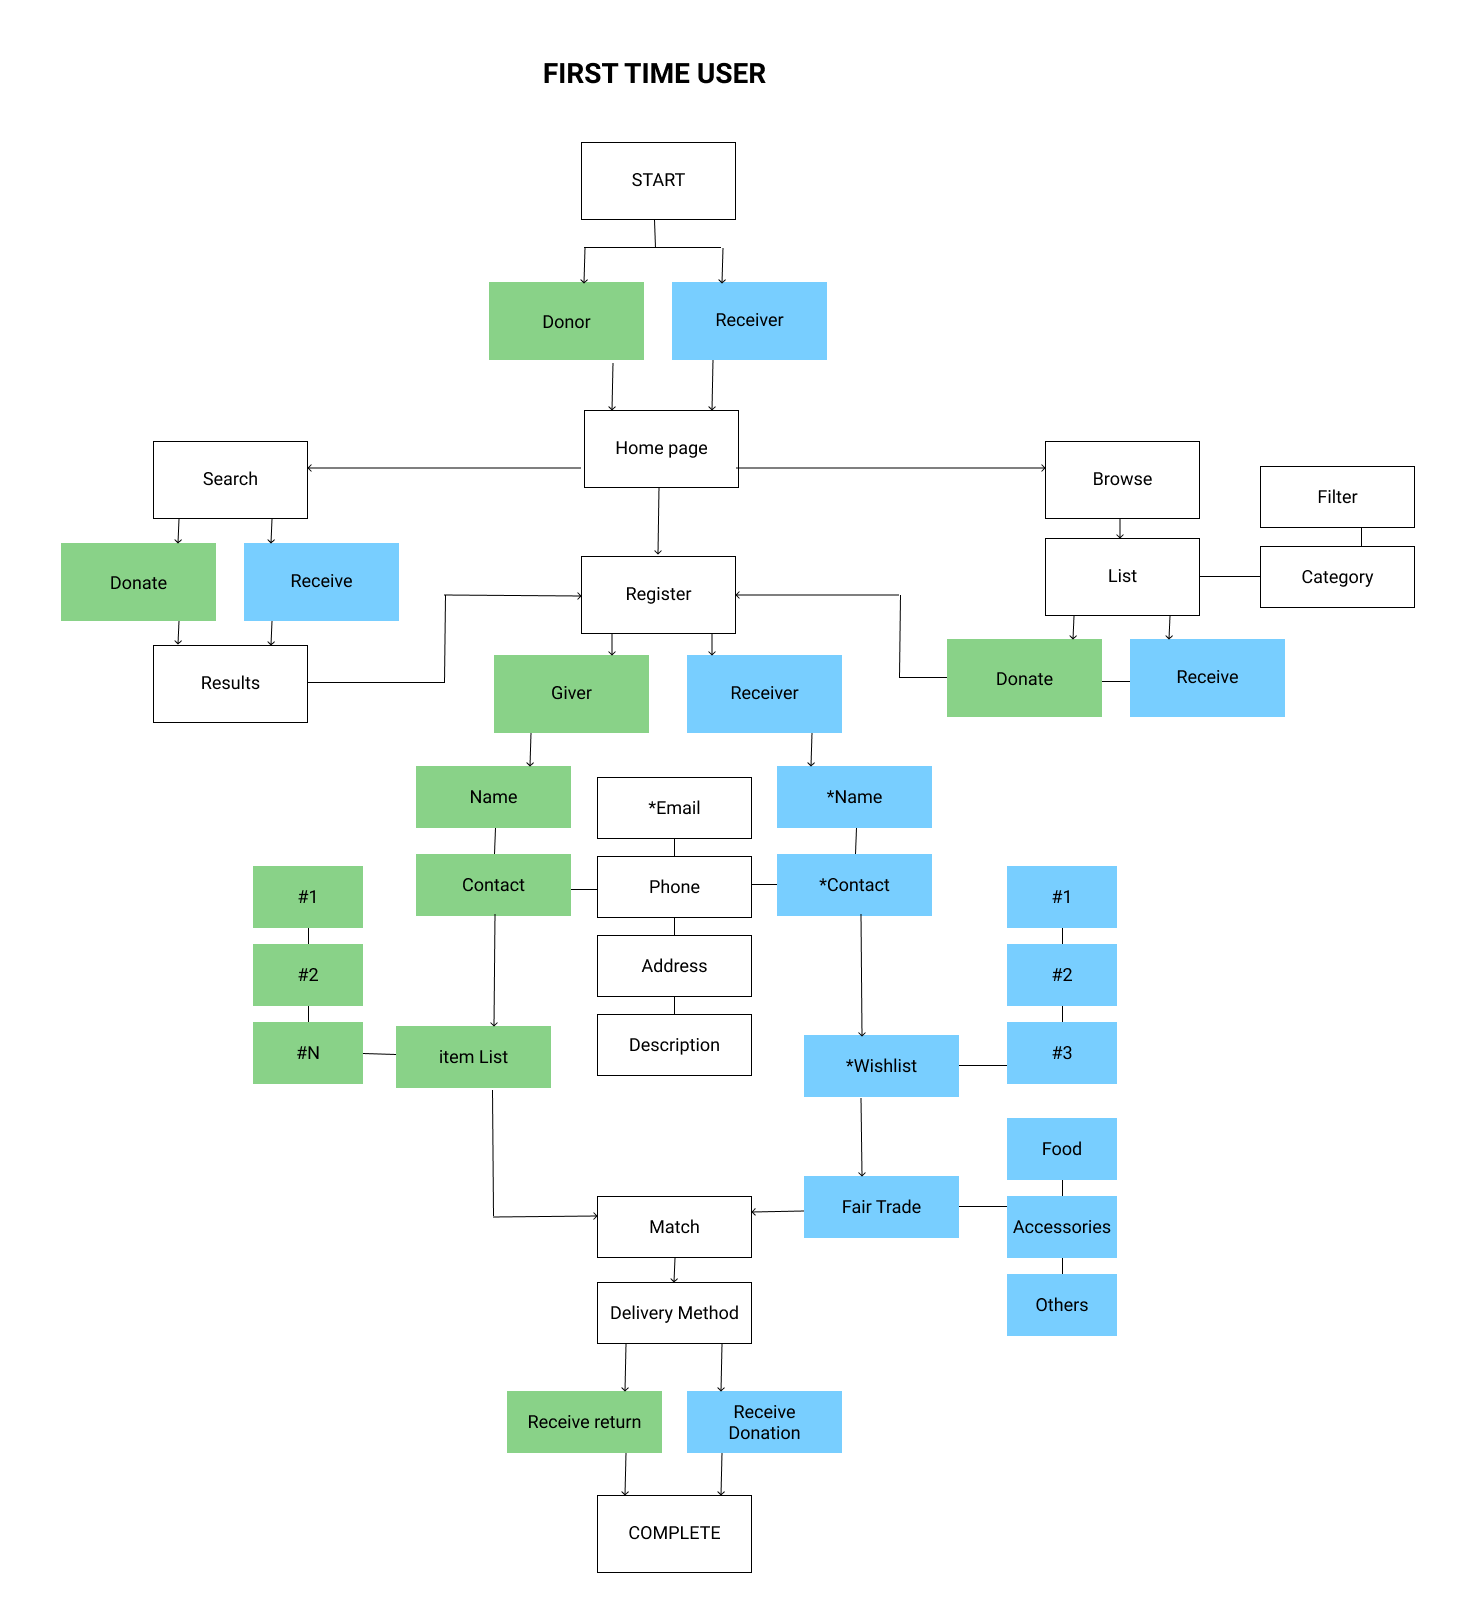 FIRST TIME USER
START
Donor
Receiver
Home page
Search
Browse
Filter
Donate
Receive
Register
List
Category
Results
Giver
Receiver
Donate
Receive
Name
*Email
*Name
Contact
Phone
*Contact
#1
#1
#2
Address
#2
#N
item List
Description
*Wishlist
#3
Food
Match
Fair Trade
Accessories
Delivery Method
Others
Receive return
Receive
Donation
COMPLETE